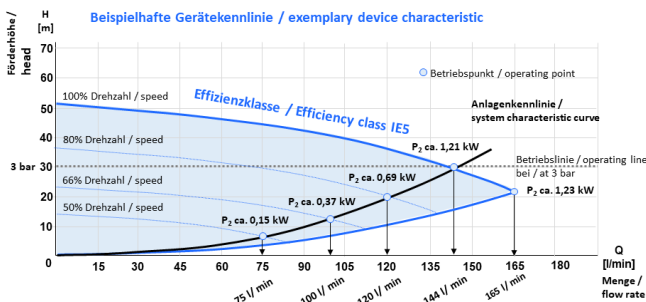 Beispielhafte Gerätekennlinie / exemplary device characteristic
Förderhöhe /
head
H
[m]
70
60
50
40
3 bar
30
20
10
0
Betriebspunkt / operating point
100% Drehzahl / speed
Effizienzklasse / Efficiency class IE5
Anlagenkennlinie /
system characteristic curve
80% Drehzahl / speed
P₂ ca. 1,21 kW
Betriebslinie / operating line
bei / at 3 bar
66% Drehzahl / speed
P₂ ca. 0,69 kW
P₂ ca. 1,23 kW
P₂ ca. 0,37 kW
50% Drehzahl / speed
P₂ ca. 0,15 kW
15 30 45 60 75 90 105 120 135 150 165 180
Q
[l/min]
Menge /
flow rate
75 l/ min
100 l/ min
120 l/ min
144 l/ min
165 l/ min